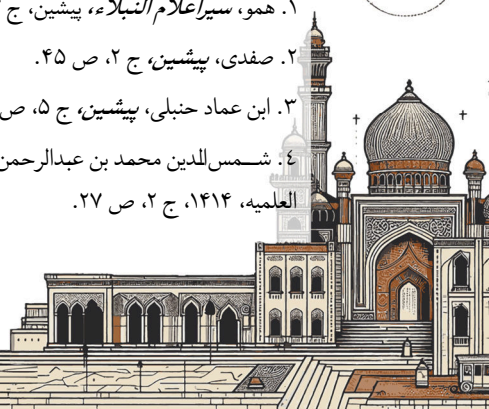 ۱. همو، سیراعلام النبلاء، پیشین، ج
۲. صفدی، پیشین، ج ۲، ص ۴۵.
۳. ابن عماد حنبلی، پیشین، ج ۵، ص
٤. شمس‌الدین محمد بن عبدالرحمن
العلمیه، ۱۴۱۴، ج ۲، ص ۲۷.